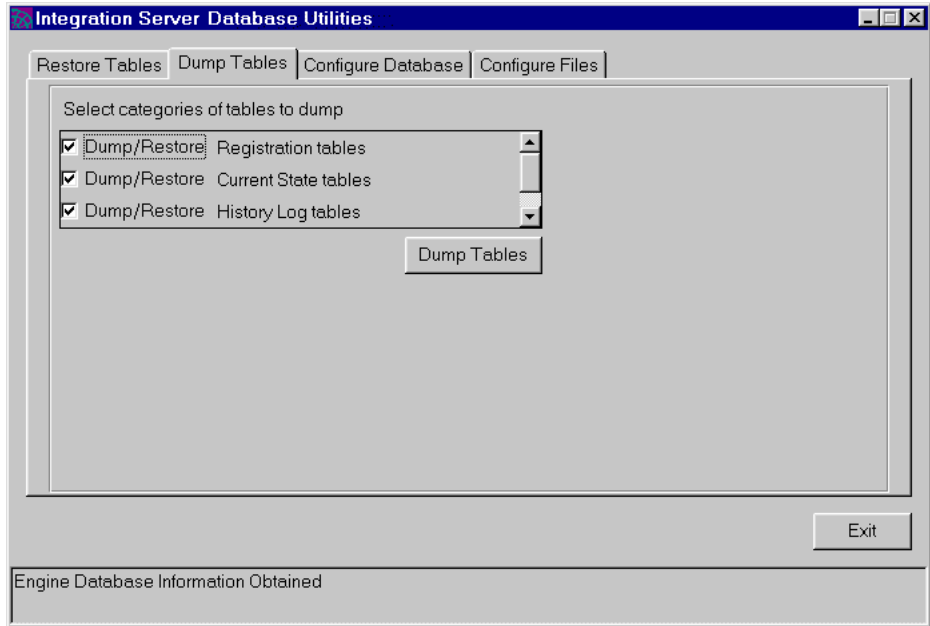 Integration Server Database Utilities
Restore Tables Dump Tables Configure Database Configure Files
Select categories of tables to dump
Dump/Restore Registration tables
Dump/Restore Current State tables
Dump/Restore History Log tables
Dump Tables
Exit
Engine Database Information Obtained